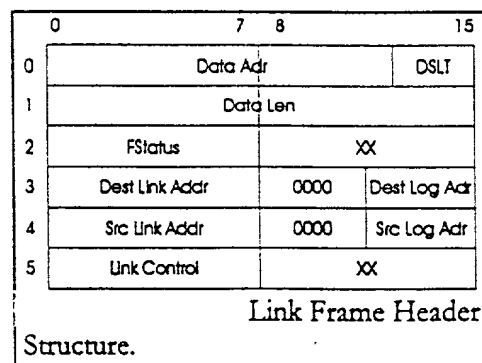 0 7 8 15
0 Data Adr DSLT
1 Data Len
2 FStatus XX
3 Dest Link Addr 0000 Dest Log Adr
4 Src Link Addr 0000 Src Log Adr
5 Link Control XX
Link Frame Header
Structure.